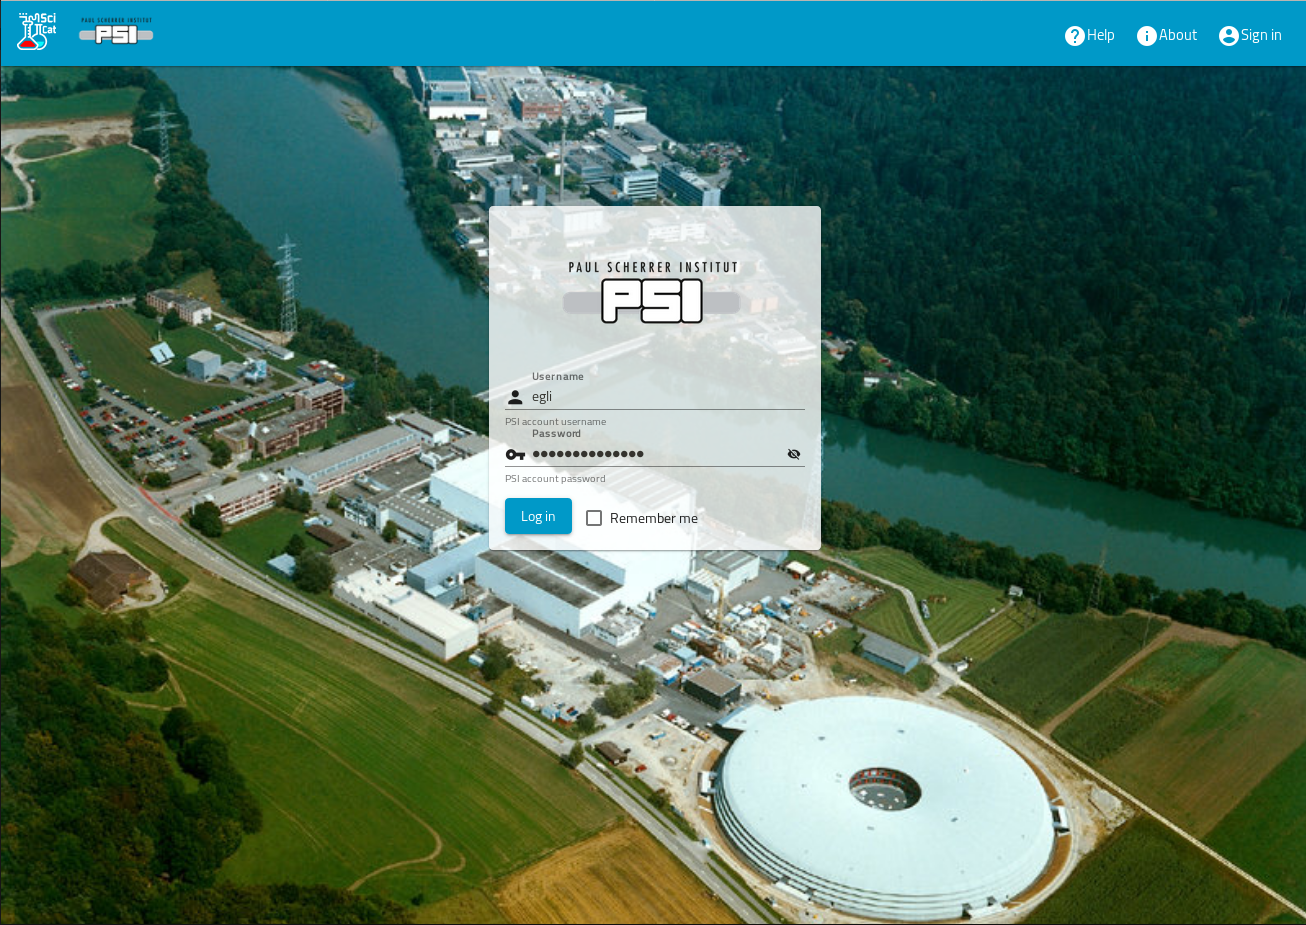 Sci
Cat
PAUL SCHERRER INSTITUT
PSI
Help
About
Sign in
PAUL SCHERRER INSTITUT
PSI
Username
egli
PSI account username
Password
••••••••••••••
PSI account password
Log in
Remember me